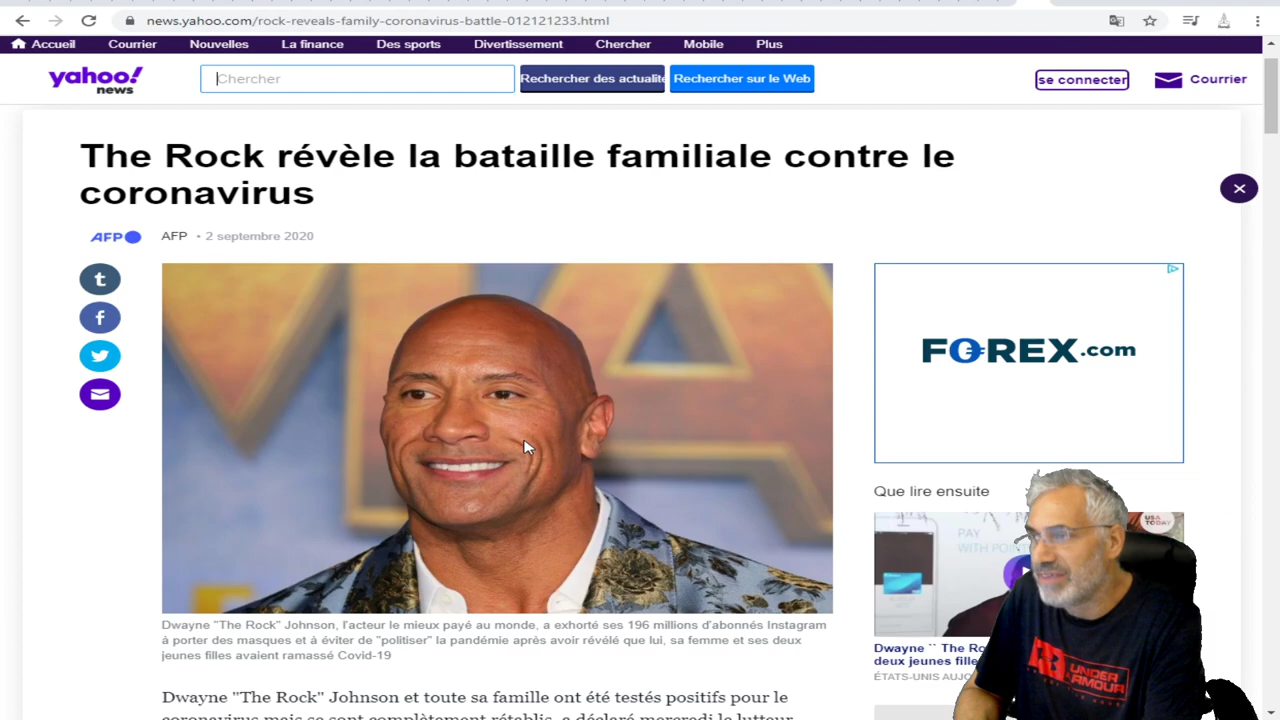 news.yahoo.com/rock-reveals-family-coronavirus-battle-012121233.html
Accueil Courrier Nouvelles La finance Des sports Divertissement Chercher Mobile Plus
yahoo!
news
Chercher
Rechercher des actualité
Rechercher sur le Web
se connecter
Courrier
The Rock révèle la bataille familiale contre le
coronavirus
AFP AFP • 2 septembre 2020
FOREX.com
Que lire ensuite
USA
TODAY
PAY
WITH POINT
Dwayne "The Rock" Johnson, l'acteur le mieux payé au monde, a exhorté ses 196 millions d'abonnés Instagram
à porter des masques et à éviter de "politiser" la pandémie après avoir révélé que lui, sa femme et ses deux
jeunes filles avaient ramassé Covid-19
Dwayne `` The Ro
deux jeunes fille
ÉTATS-UNIS AUJO
UNDER
ARMOUR
Dwayne "The Rock" Johnson et toute sa famille ont été testés positifs pour le
coronavirus mais se sont complètement rétablis, a déclaré mercredi le lutteur